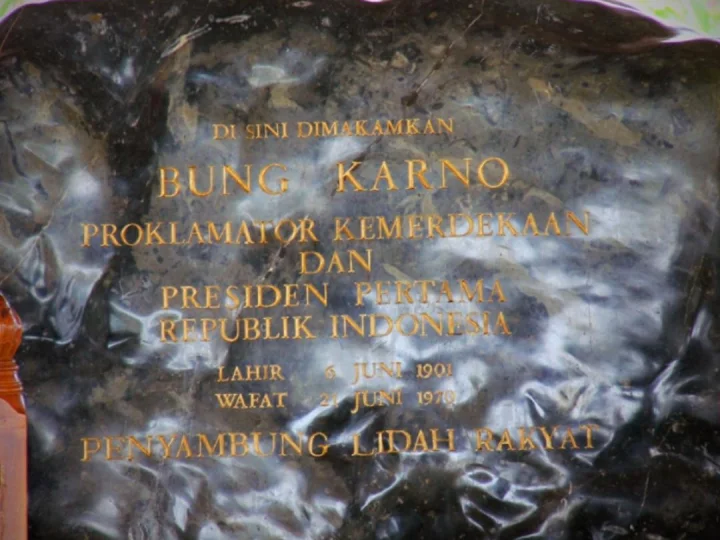 DI SINI DIMAKAMKAN
BUNG KARNO
PROKLAMATOR KEMERDEKAAN
DAN
PRESIDEN PERTAMA
REPUBLIK INDONESIA
LAHIR 6 JUNI 1901
WAFAT 21 JUNI 1970
PENYAMBUNG LIDAH RAKYAT